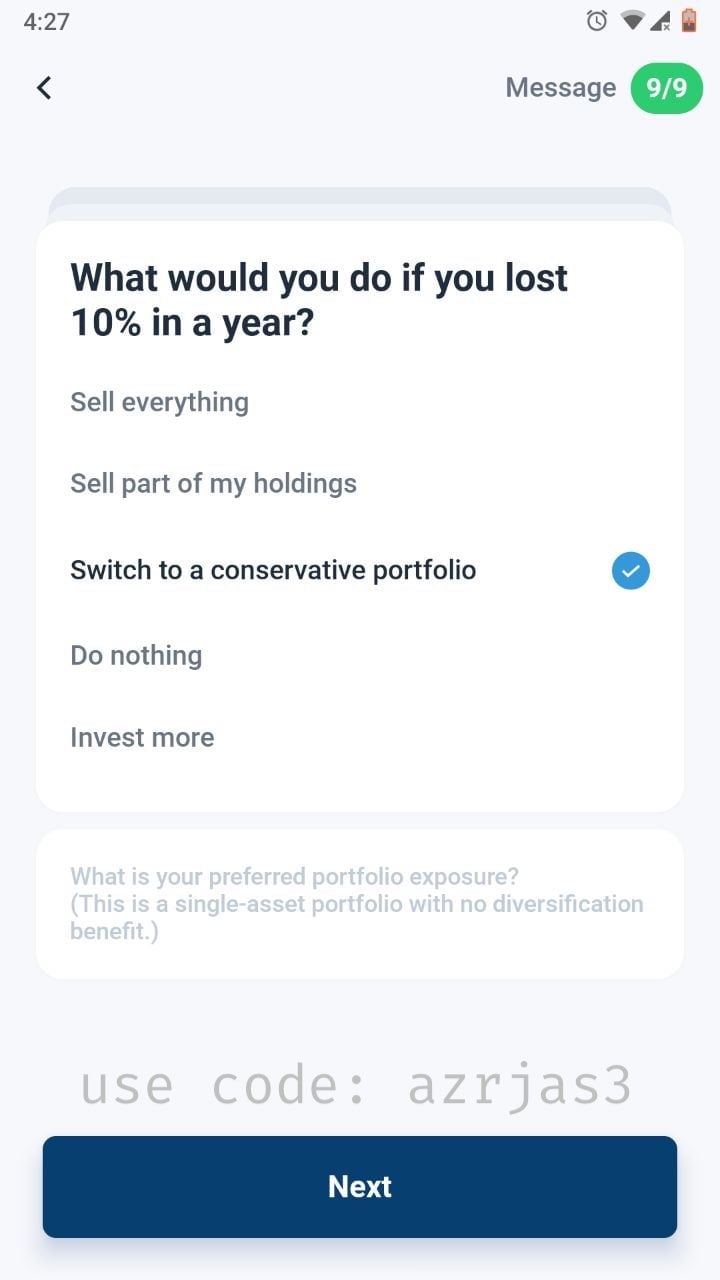 4:27
Message 9/9
What would you do if you lost
10% in a year?
Sell everything
Sell part of my holdings
Switch to a conservative portfolio
Do nothing
Invest more
What is your preferred portfolio exposure?
(This is a single-asset portfolio with no diversification
benefit.)
use code: azrjas3
Next